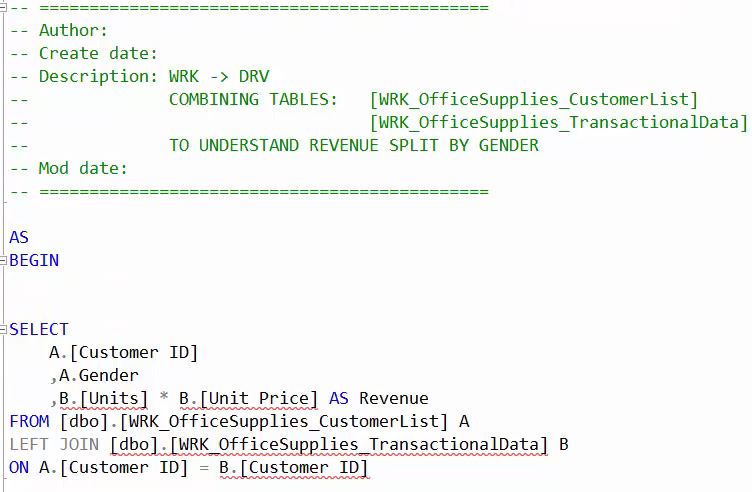 -- =============================================
-- Author:
-- Create date:
-- Description: WRK -> DRV
--              COMBINING TABLES:   [WRK_OfficeSupplies_CustomerList]
--                                  [WRK_OfficeSupplies_TransactionalData]
--              TO UNDERSTAND REVENUE SPLIT BY GENDER
-- Mod date:
-- =============================================
AS
BEGIN
SELECT
    A.[Customer ID]
    ,A.Gender
    ,B.[Units] * B.[Unit Price] AS Revenue
FROM [dbo].[WRK_OfficeSupplies_CustomerList] A
LEFT JOIN [dbo].[WRK_OfficeSupplies_TransactionalData] B
ON A.[Customer ID] = B.[Customer ID]